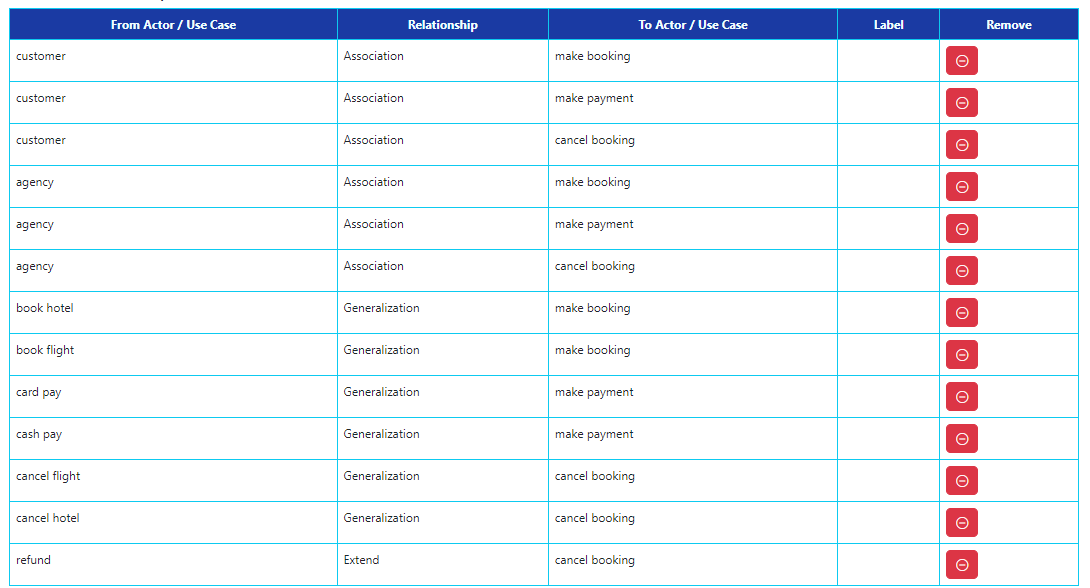 From Actor / Use Case Relationship To Actor / Use Case Label Remove
customer Association make booking
customer Association make payment
customer Association cancel booking
agency Association make booking
agency Association make payment
agency Association cancel booking
book hotel Generalization make booking
book flight Generalization make booking
card pay Generalization make payment
cash pay Generalization make payment
cancel flight Generalization cancel booking
cancel hotel Generalization cancel booking
refund Extend cancel booking